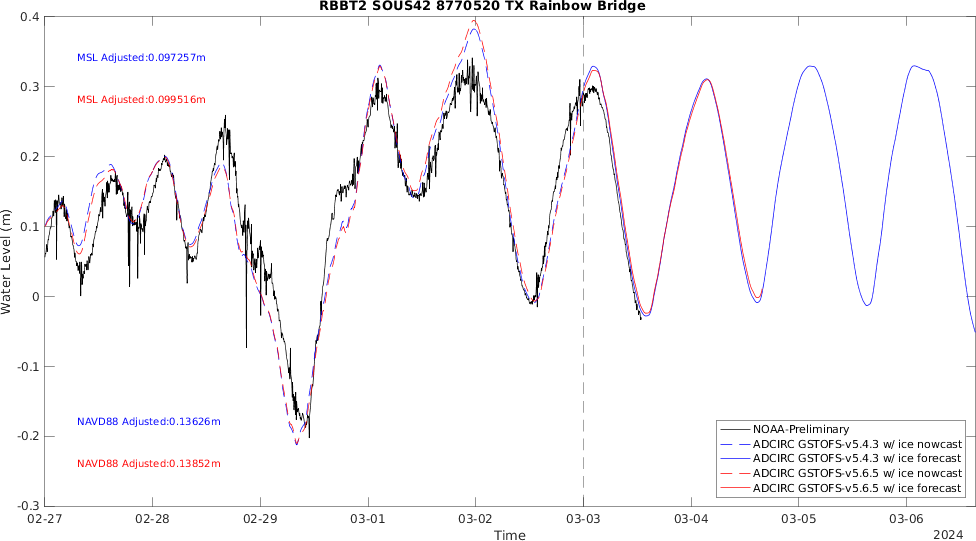 RBBT2 SOUS42 8770520 TX Rainbow Bridge
0.4
0.3
0.2
0.1
0
-0.1
-0.2
-0.3
Water Level (m)
MSL Adjusted:0.097257m
MSL Adjusted:0.099516m
NAVD88 Adjusted:0.13626m
NAVD88 Adjusted:0.13852m
NOAA-Preliminary
ADCIRC GSTOFS-v5.4.3 w/ ice nowcast
ADCIRC GSTOFS-v5.4.3 w/ ice forecast
ADCIRC GSTOFS-v5.6.5 w/ ice nowcast
ADCIRC GSTOFS-v5.6.5 w/ ice forecast
02-27 02-28 02-29 03-01 03-02 03-03 03-04 03-05 03-06
Time
2024